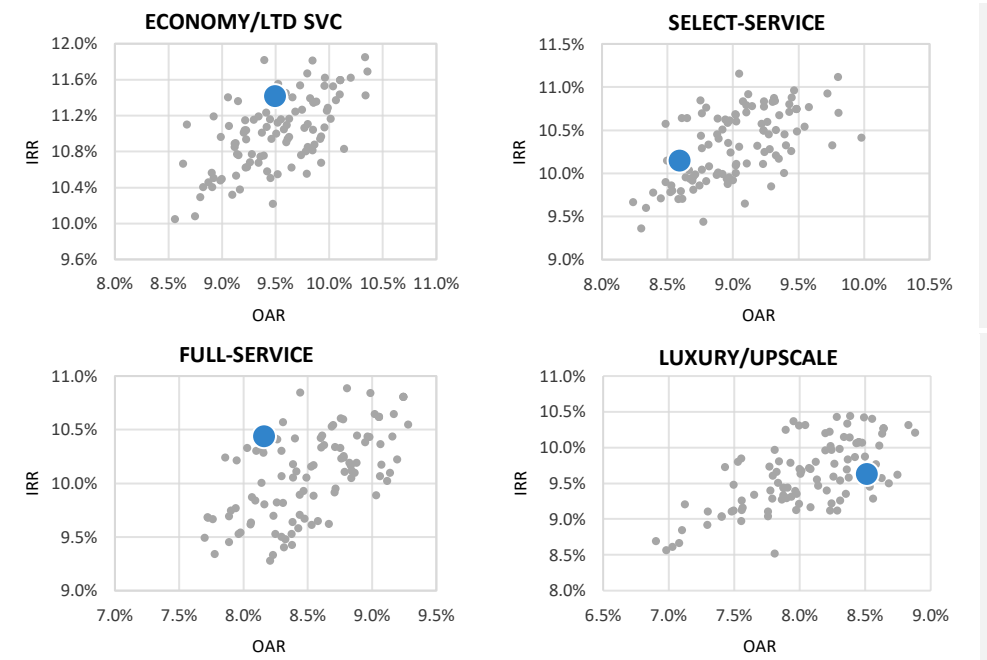 ECONOMY/LTD SVC
12.0%
11.6%
11.2%
10.8%
10.4%
10.0%
9.6%
IRR
8.0% 8.5% 9.0% 9.5% 10.0% 10.5% 11.0%
OAR
SELECT-SERVICE
11.5%
11.0%
10.5%
10.0%
9.5%
9.0%
IRR
8.0% 8.5% 9.0% 9.5% 10.0% 10.5%
OAR
FULL-SERVICE
11.0%
10.5%
10.0%
9.5%
9.0%
IRR
7.0% 7.5% 8.0% 8.5% 9.0% 9.5%
OAR
LUXURY/UPSCALE
11.0%
10.5%
10.0%
9.5%
9.0%
8.5%
8.0%
IRR
6.5% 7.0% 7.5% 8.0% 8.5% 9.0%
OAR